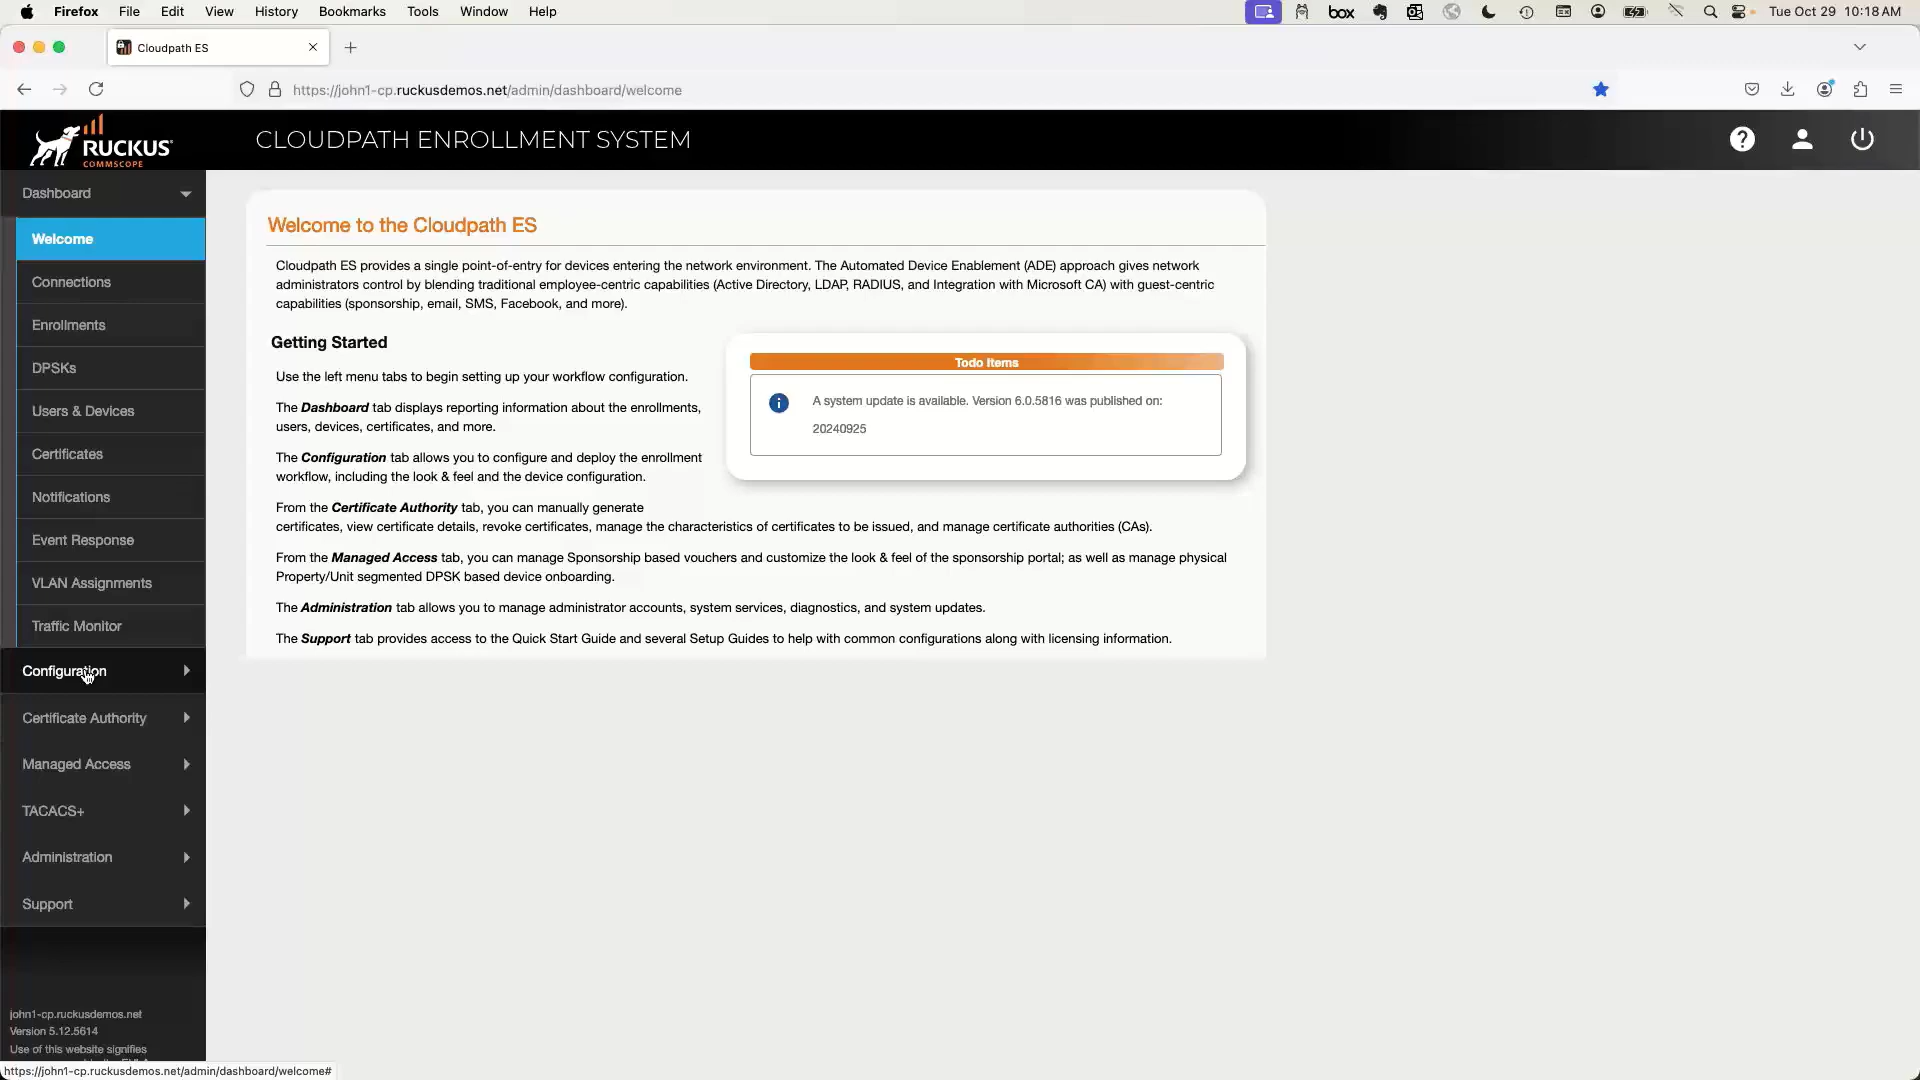 Firefox File Edit View History Bookmarks Tools Window Help
box
Tue Oct 29 10:18 AM
Cloudpath ES
https://john1-cp.ruckusdemos.net/admin/dashboard/welcome
RUCKUS
COMMSCOPE
CLOUDPATH ENROLLMENT SYSTEM
Dashboard
Welcome
Connections
Enrollments
DPSKs
Users & Devices
Certificates
Notifications
Event Response
VLAN Assignments
Traffic Monitor
Configuration
Certificate Authority
Managed Access
TACACS+
Administration
Support
john1-cp.ruckusdemos.net
Version 5.12.5614
Use of this website signifies
https://john1-cp.ruckusdemos.net/admin/dashboard/welcome#
Welcome to the Cloudpath ES
Cloudpath ES provides a single point-of-entry for devices entering the network environment. The Automated Device Enablement (ADE) approach gives network
administrators control by blending traditional employee-centric capabilities (Active Directory, LDAP, RADIUS, and Integration with Microsoft CA) with guest-centric
capabilities (sponsorship, email, SMS, Facebook, and more).
Getting Started
Use the left menu tabs to begin setting up your workflow configuration.
The Dashboard tab displays reporting information about the enrollments,
users, devices, certificates, and more.
The Configuration tab allows you to configure and deploy the enrollment
workflow, including the look & feel and the device configuration.
From the Certificate Authority tab, you can manually generate
certificates, view certificate details, revoke certificates, manage the characteristics of certificates to be issued, and manage certificate authorities (CAs).
From the Managed Access tab, you can manage Sponsorship based vouchers and customize the look & feel of the sponsorship portal; as well as manage physical
Property/Unit segmented DPSK based device onboarding.
The Administration tab allows you to manage administrator accounts, system services, diagnostics, and system updates.
The Support tab provides access to the Quick Start Guide and several Setup Guides to help with common configurations along with licensing information.
Todo Items
A system update is available. Version 6.0.5816 was published on:
20240925